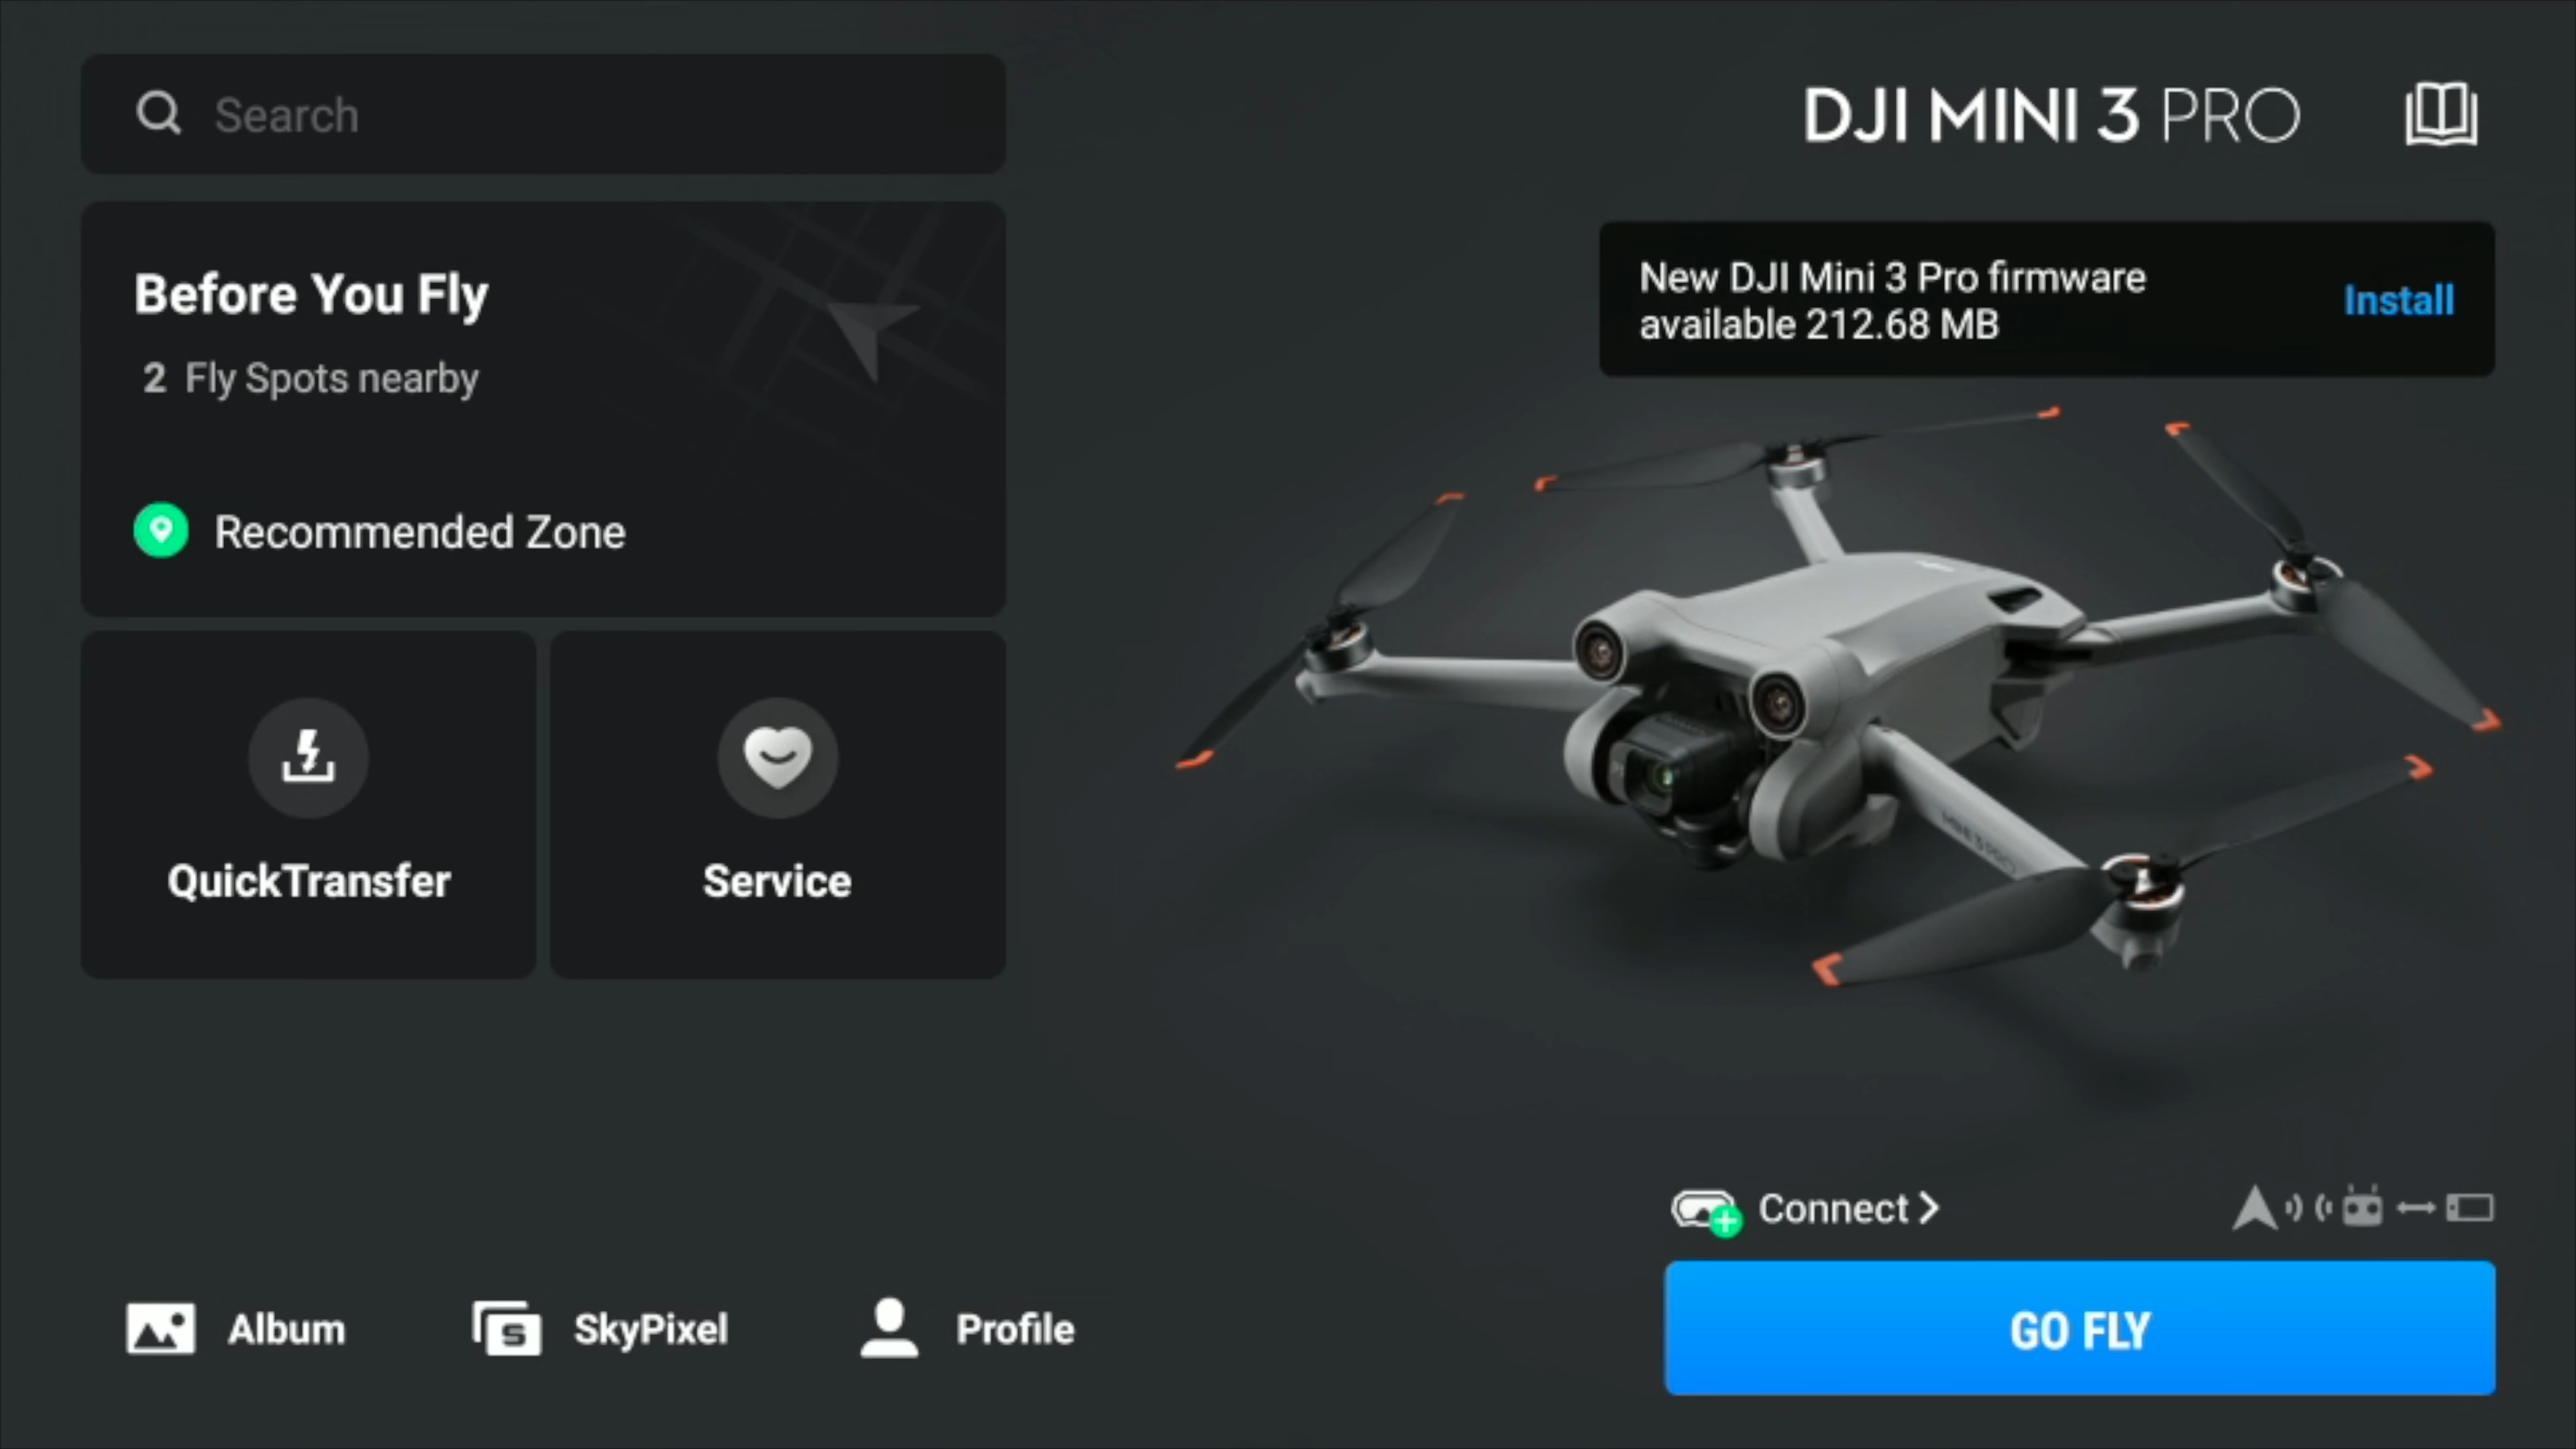 Search
DJI MINI 3 PRO
Before You Fly
2 Fly Spots nearby
Recommended Zone
New DJI Mini 3 Pro firmware
available 212.68 MB
Install
QuickTransfer
Service
Connect
Album
SkyPixel
Profile
GO FLY